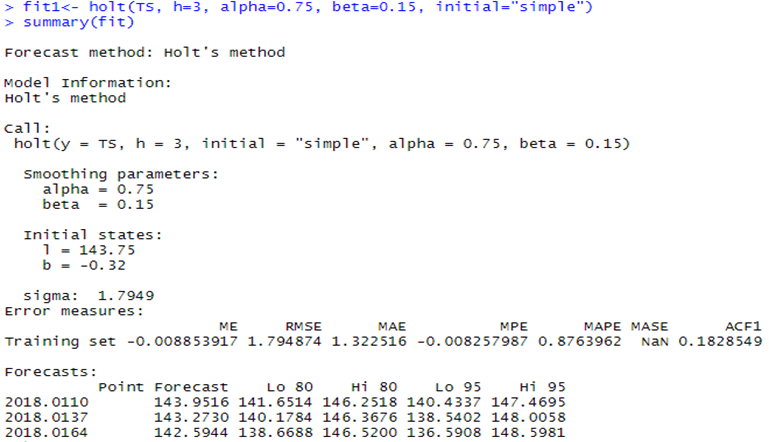 > fit1<- holt(TS, h=3, alpha=0.75, beta=0.15, initial="simple")
> summary(fit)
Forecast method: Holt's method
Model Information:
Holt's method
Call:
holt(y = TS, h = 3, initial = "simple", alpha = 0.75, beta = 0.15)
Smoothing parameters:
alpha = 0.75
beta  = 0.15
Initial states:
l = 143.75
b = -0.32
sigma:  1.7949
Error measures:
ME     RMSE      MAE          MPE      MAPE MASE      ACF1
Training set -0.008853917 1.794874 1.322516 -0.008257987 0.8763962  NaN 0.1828549
Forecasts:
Point Forecast    Lo 80    Hi 80    Lo 95    Hi 95
2018.0110       143.9516 141.6514 146.2518 140.4337 147.4695
2018.0137       143.2730 140.1784 146.3676 138.5402 148.0058
2018.0164       142.5944 138.6688 146.5200 136.5908 148.5981